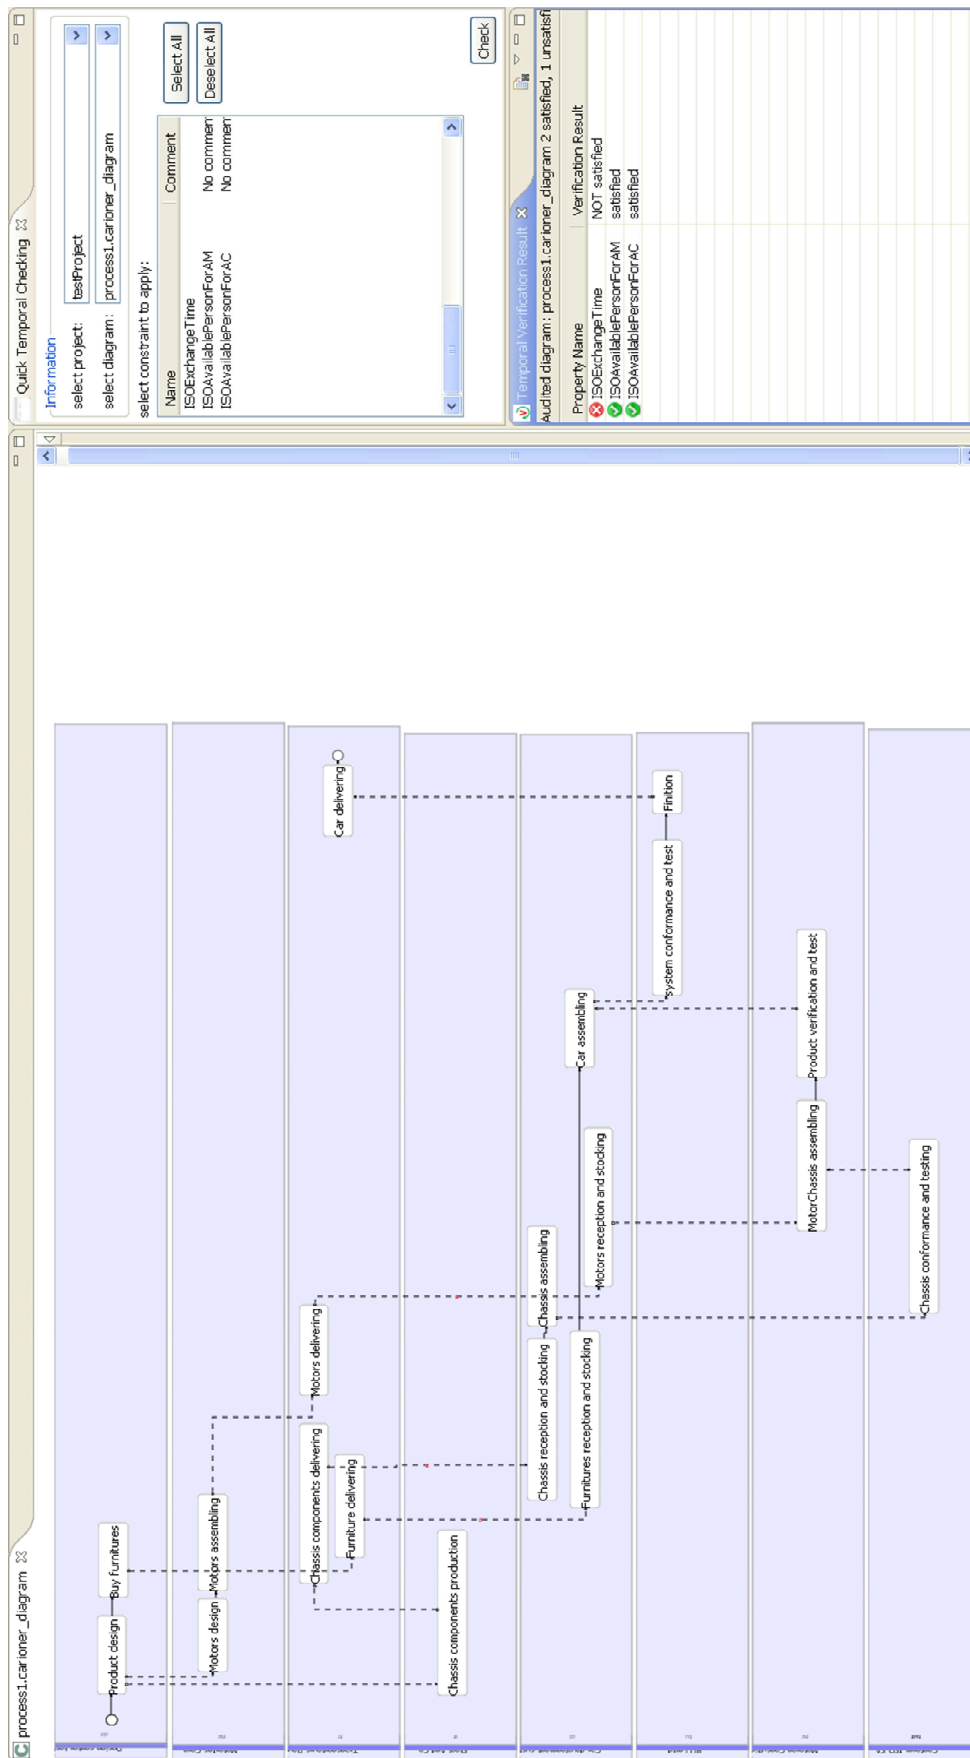 process1.carioner_diagram
Product design
Buy furnitures
Motors design
Motors assembling
Chassis components delivering
Furniture delivering
Motors delivering
Car delivering
Chassis components production
Chassis reception and stocking
Chassis assembling
Furnitures reception and stocking
Motors reception and stocking
Car assembling
system conformance and test
Finition
MotorChassis assembling
Product verification and test
Chassis conformance and testing
Quick Temporal Checking
Information
select project: testProject
select diagram: process1.carioner_diagram
select constraint to apply:
Name Comment
ISOExchangeTime
ISOAvailablePersonForAM No commen
ISOAvailablePersonForAC No commen
Select All
Deselect All
Check
Temporal Verification Result
Audited diagram: process1.carioner_diagram 2 satisfied, 1 unsatisfi
Property Name Verification Result
ISOExchangeTime NOT satisfied
ISOAvailablePersonForAM satisfied
ISOAvailablePersonForAC satisfied